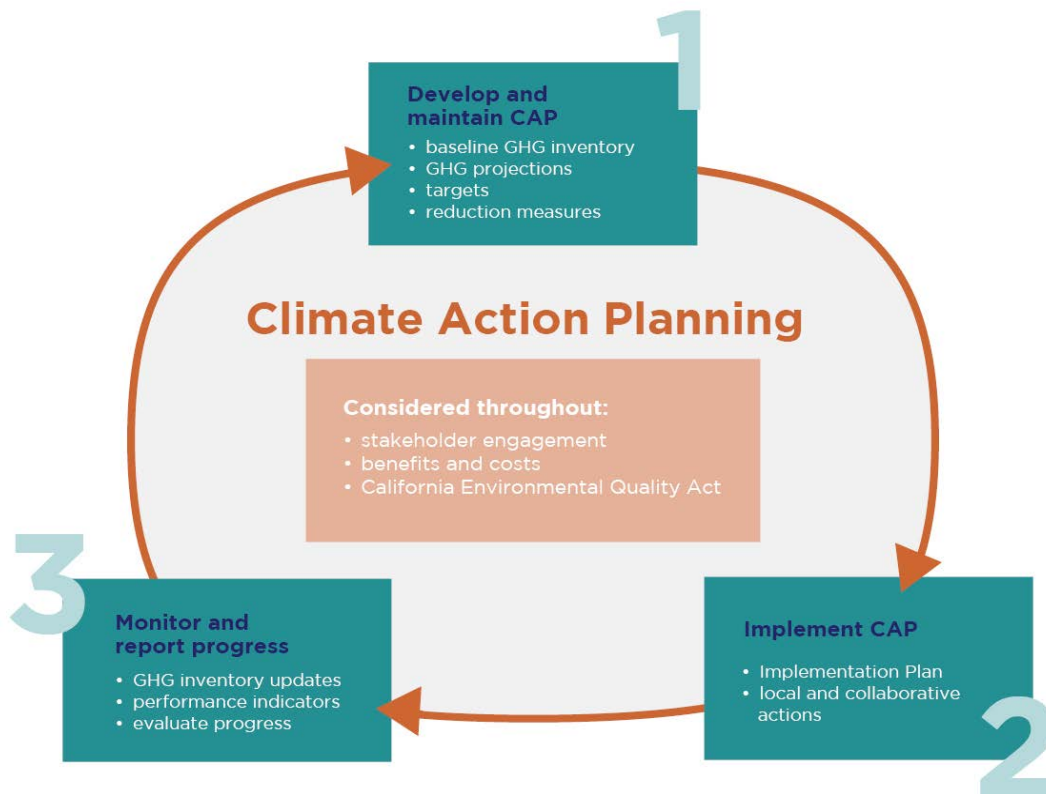 1
Develop and
maintain CAP
• baseline GHG inventory
• GHG projections
• targets
• reduction measures
Climate Action Planning
Considered throughout:
• stakeholder engagement
• benefits and costs
• California Environmental Quality Act
3
Monitor and
report progress
• GHG inventory updates
• performance indicators
• evaluate progress
Implement CAP
• Implementation Plan
• local and collaborative
actions
2